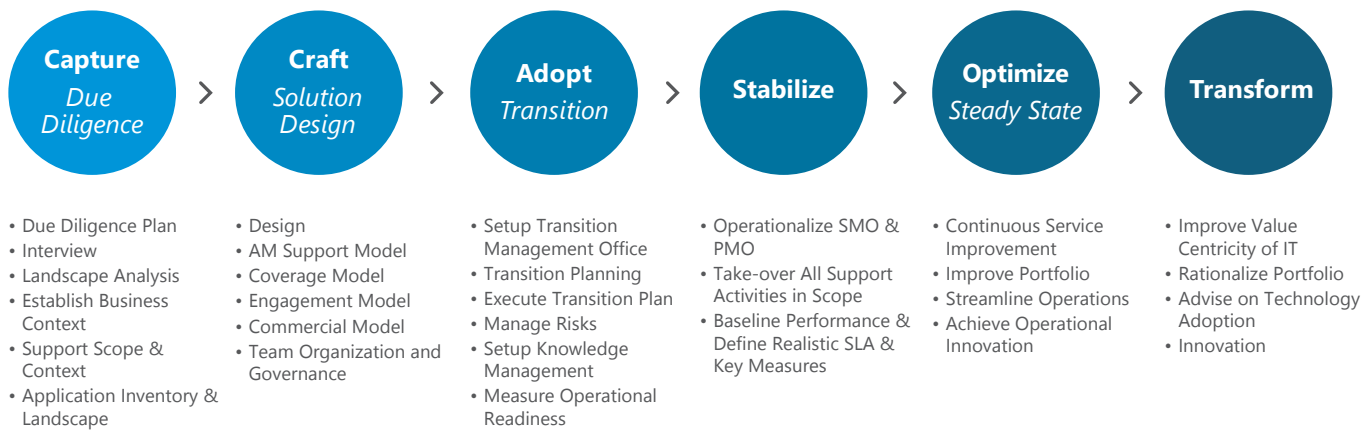 Capture
Due
Diligence
Craft
Solution
Design
Adopt
Transition
Stabilize
Optimize
Steady State
Transform
• Due Diligence Plan
• Interview
• Landscape Analysis
• Establish Business
Context
• Support Scope &
Context
• Application Inventory &
Landscape
• Design
• AM Support Model
• Coverage Model
• Engagement Model
• Commercial Model
• Team Organization and
Governance
• Setup Transition
Management Office
• Transition Planning
• Execute Transition Plan
• Manage Risks
• Setup Knowledge
Management
• Measure Operational
Readiness
• Operationalize SMO &
PMO
• Take-over All Support
Activities in Scope
• Baseline Performance &
Define Realistic SLA &
Key Measures
• Continuous Service
Improvement
• Improve Portfolio
• Streamline Operations
• Achieve Operational
Innovation
• Improve Value
Centricity of IT
• Rationalize Portfolio
• Advise on Technology
Adoption
• Innovation